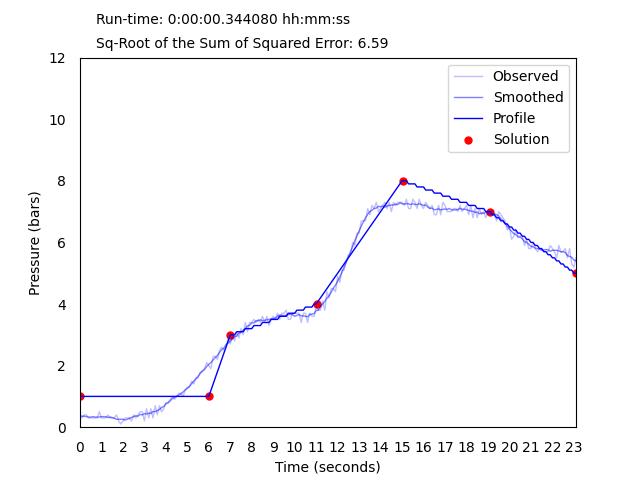 Run-time: 0:00:00.344080 hh:mm:ss
Sq-Root of the Sum of Squared Error: 6.59
12
10
8
6
4
2
0
Pressure (bars)
Observed
Smoothed
Profile
Solution
0 1 2 3 4 5 6 7 8 9 10 11 12 13 14 15 16 17 18 19 20 21 22 23
Time (seconds)